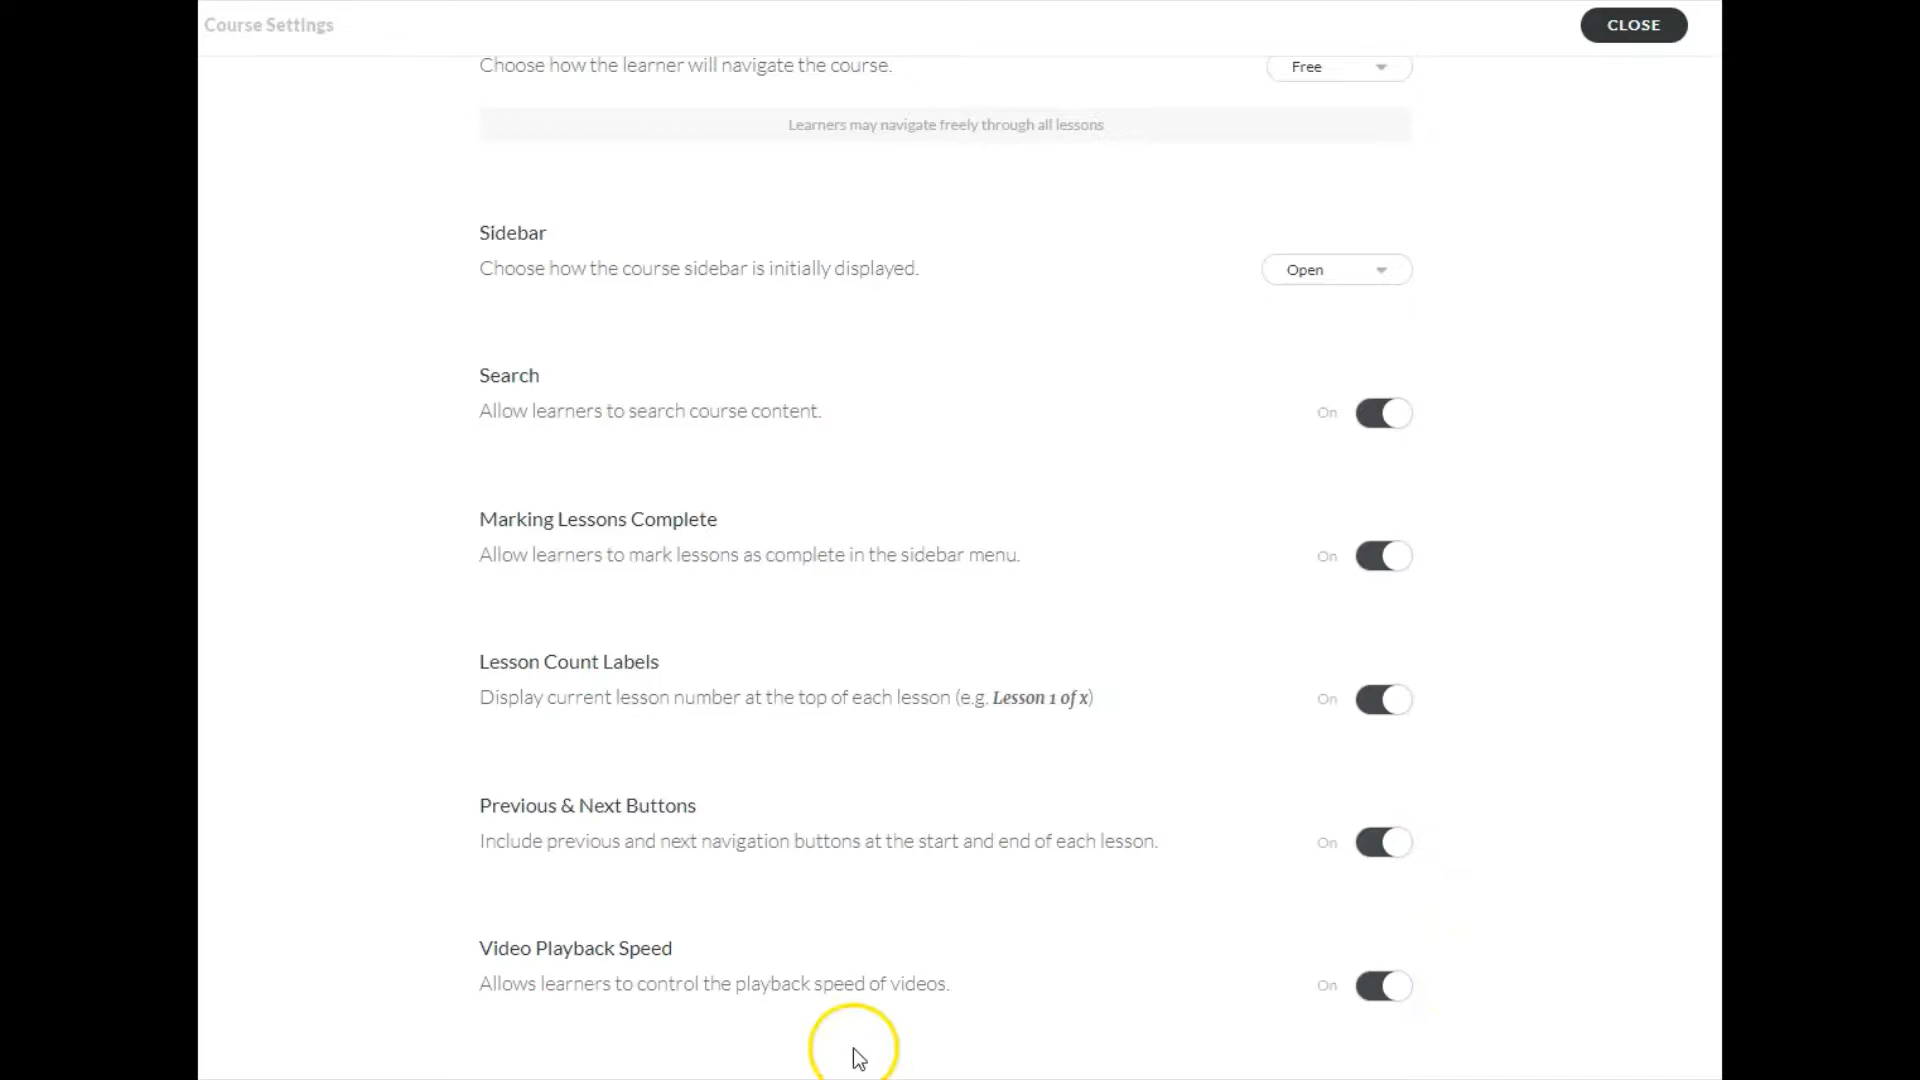 Course Settings
CLOSE
Choose how the learner will navigate the course.
Free
Learners may navigate freely through all lessons
Sidebar
Choose how the course sidebar is initially displayed.
Open
Search
Allow learners to search course content.
On
Marking Lessons Complete
Allow learners to mark lessons as complete in the sidebar menu.
On
Lesson Count Labels
Display current lesson number at the top of each lesson (e.g. Lesson 1 of x)
On
Previous & Next Buttons
Include previous and next navigation buttons at the start and end of each lesson.
On
Video Playback Speed
Allows learners to control the playback speed of videos.
On